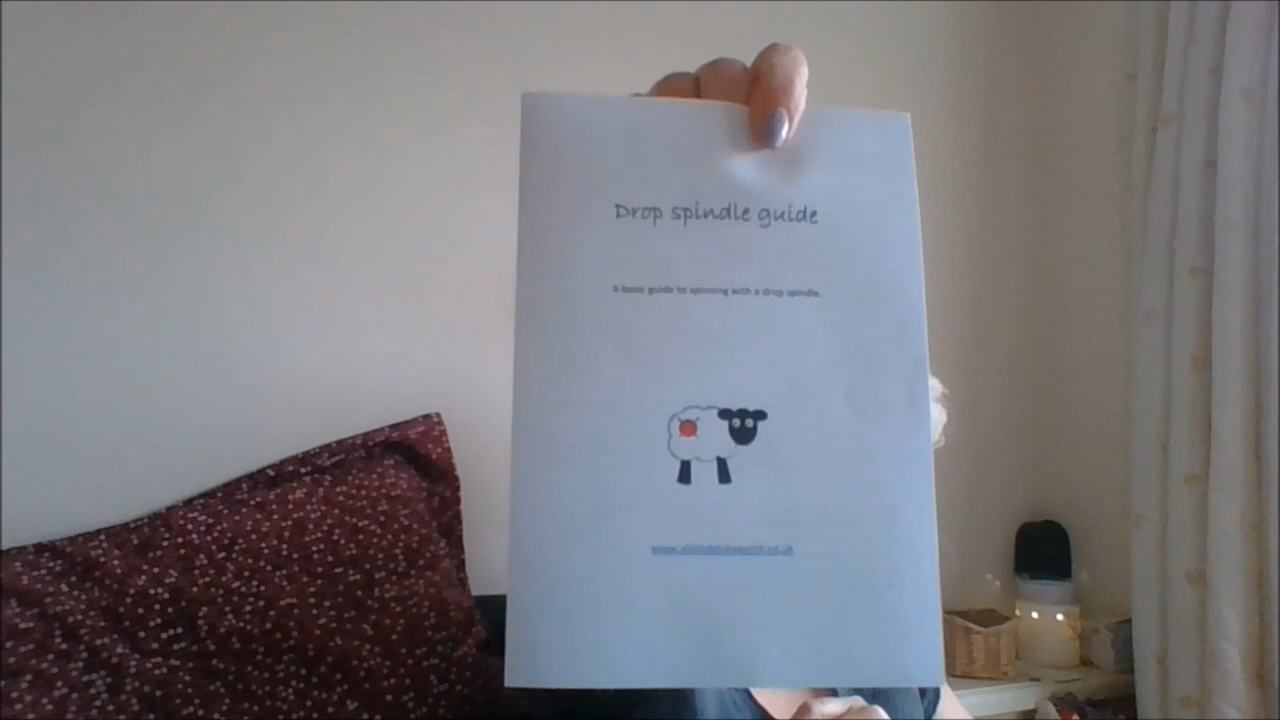 Drop spindle guide
A basic guide to spinning with a drop spindle.